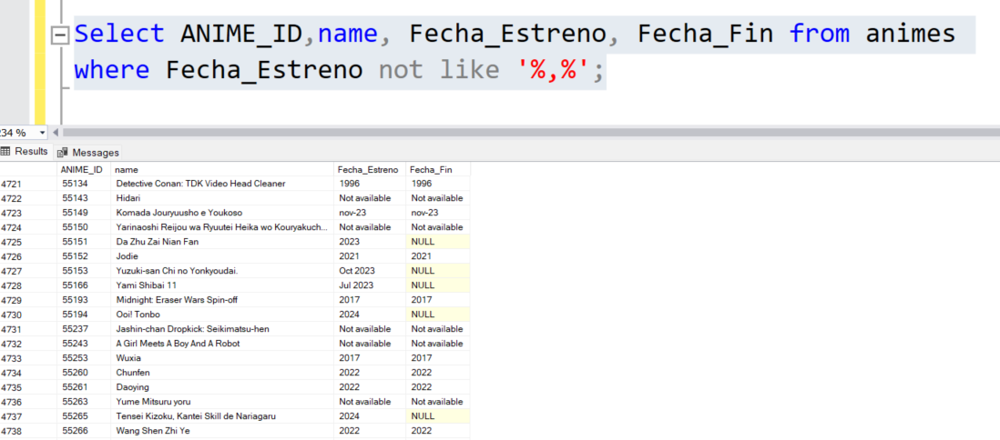 Select ANIME_ID,name, Fecha_Estreno, Fecha_Fin from animes
where Fecha_Estreno not like '%,%';
234 %
Results Messages
ANIME_ID name Fecha_Estreno Fecha_Fin
4721 55134 Detective Conan: TDK Video Head Cleaner 1996 1996
4722 55143 Hidari Not available Not available
4723 55149 Komada Jouryuusho e Youkoso nov-23 nov-23
4724 55150 Yarinaoshi Reijou wa Ryuutei Heika wo Kouryakuch... Not available Not available
4725 55151 Da Zhu Zai Nian Fan 2023 NULL
4726 55152 Jodie 2021 2021
4727 55153 Yuzuki-san Chi no Yonkyoudai. Oct 2023 NULL
4728 55166 Yami Shibai 11 Jul 2023 NULL
4729 55193 Midnight: Eraser Wars Spin-off 2017 2017
4730 55194 Ooi! Tonbo 2024 NULL
4731 55237 Jashin-chan Dropkick: Seikimatsu-hen Not available Not available
4732 55243 A Girl Meets A Boy And A Robot Not available Not available
4733 55253 Wuxia 2017 2017
4734 55260 Chunfen 2022 2022
4735 55261 Daoying 2022 2022
4736 55263 Yume Mitsuru yoru Not available Not available
4737 55265 Tensei Kizoku, Kantei Skill de Nariagaru 2024 NULL
4738 55266 Wang Shen Zhi Ye 2022 2022